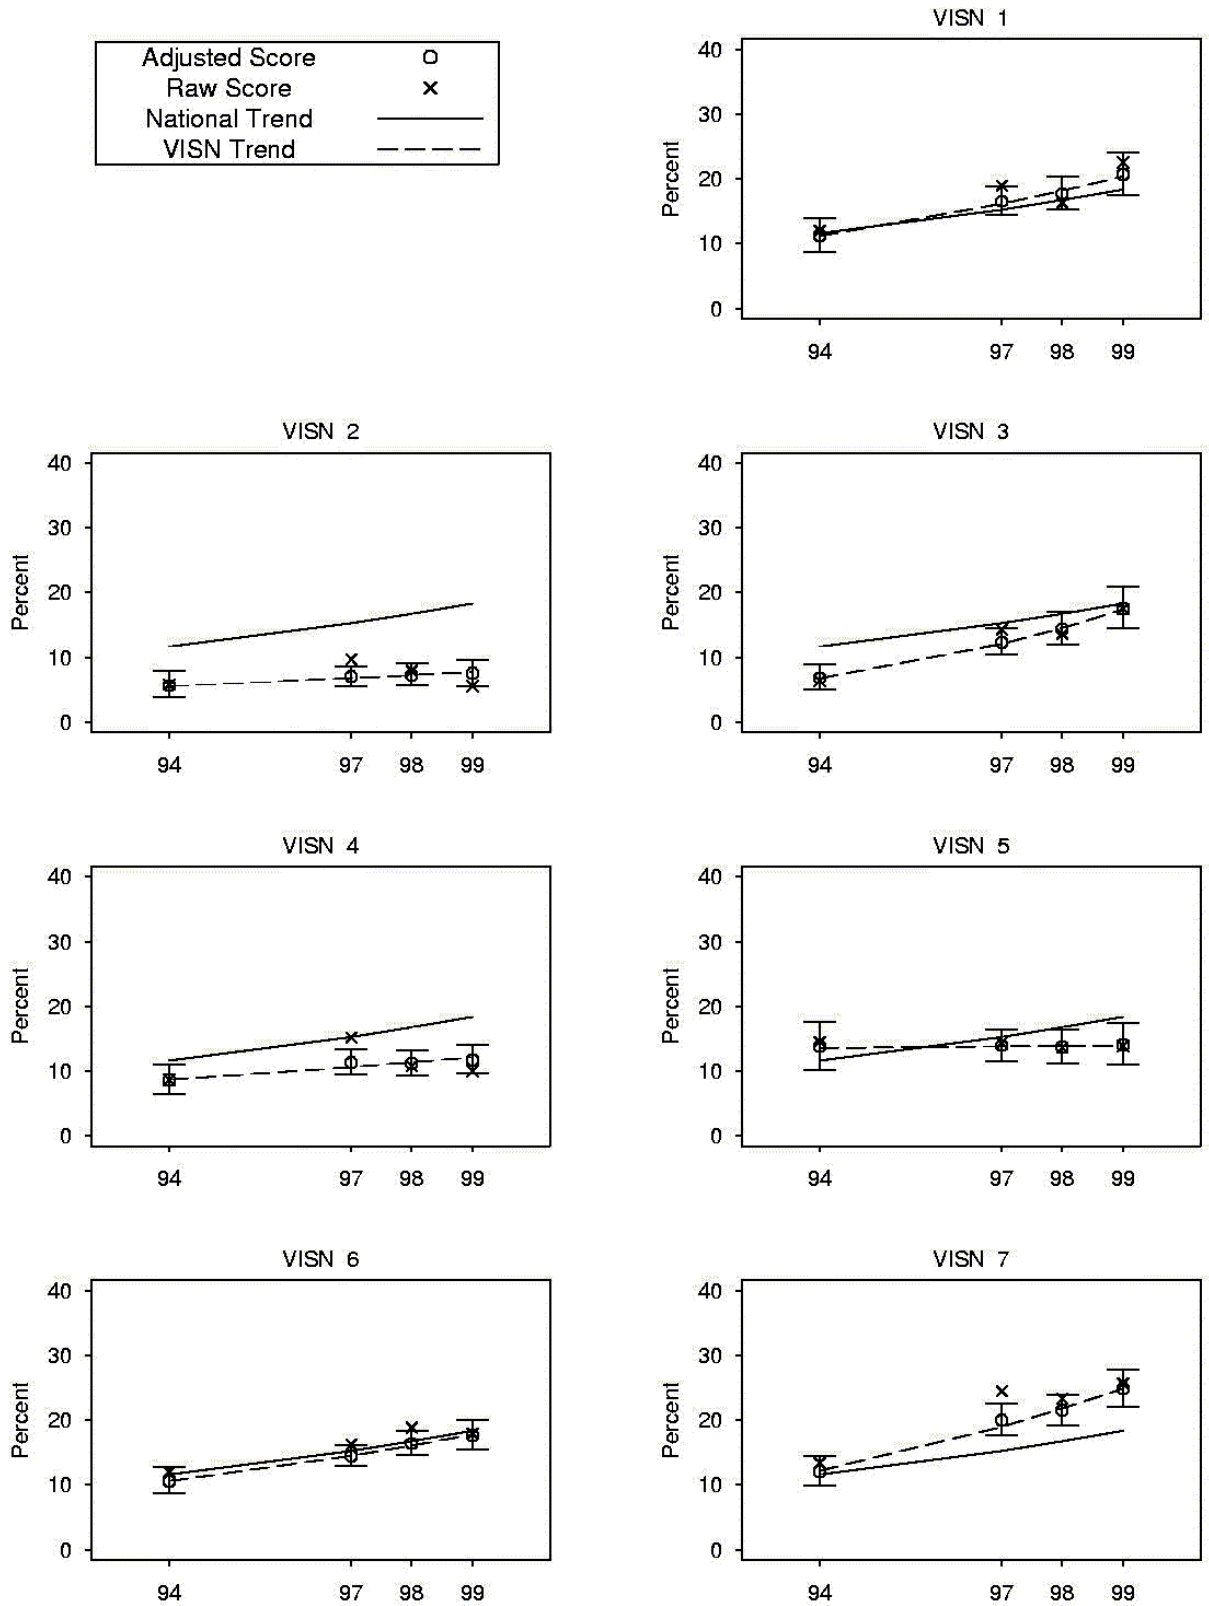 VISN 1
Adjusted Score
Raw Score
National Trend
VISN Trend
Percent
40
30
20
10
0
94 97 98 99
VISN 2
Percent
40
30
20
10
0
94 97 98 99
VISN 3
Percent
40
30
20
10
0
94 97 98 99
VISN 4
Percent
40
30
20
10
0
94 97 98 99
VISN 5
Percent
40
30
20
10
0
94 97 98 99
VISN 6
Percent
40
30
20
10
0
94 97 98 99
VISN 7
Percent
40
30
20
10
0
94 97 98 99